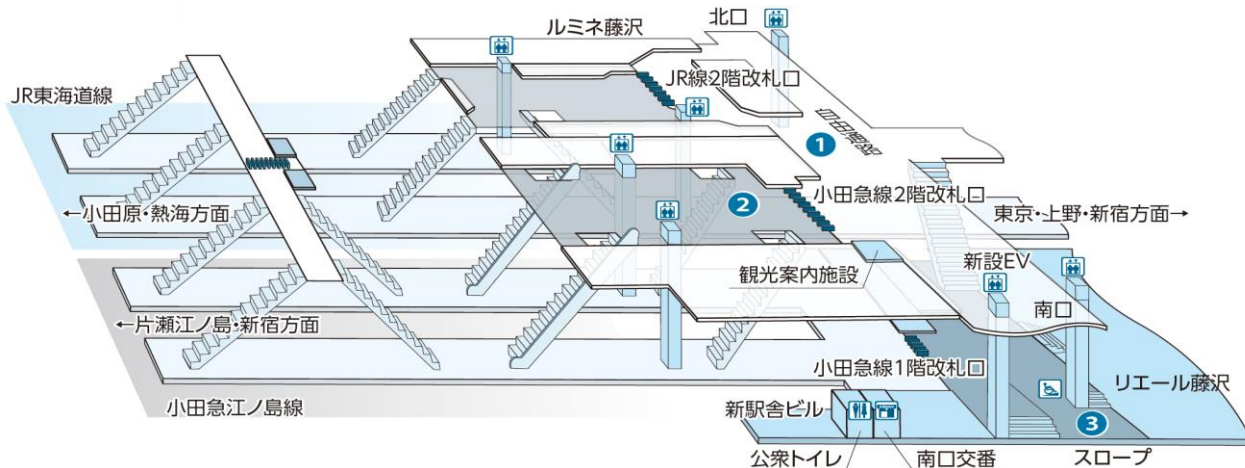 ルミネ藤沢
北口
JR東海道線
JR線2階改札口
1
小田急線2階改札口
2
←小田原・熱海方面
東京・上野・新宿方面→
観光案内施設
新設EV
南口
←片瀬江ノ島・新宿方面
小田急線1階改札口
リエール藤沢
小田急江ノ島線
新駅舎ビル
3
公衆トイレ
南口交番
スロープ